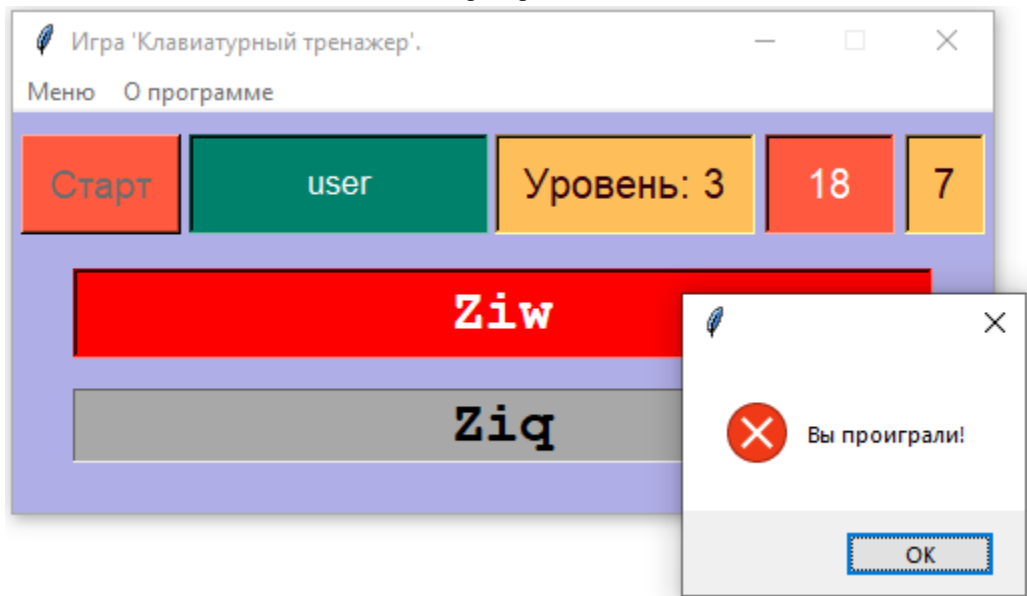 Игра 'Клавиатурный тренажер'.
Меню О программе
Старт user Уровень: 3 18 7
Ziw
Ziq
Вы проиграли!
OK